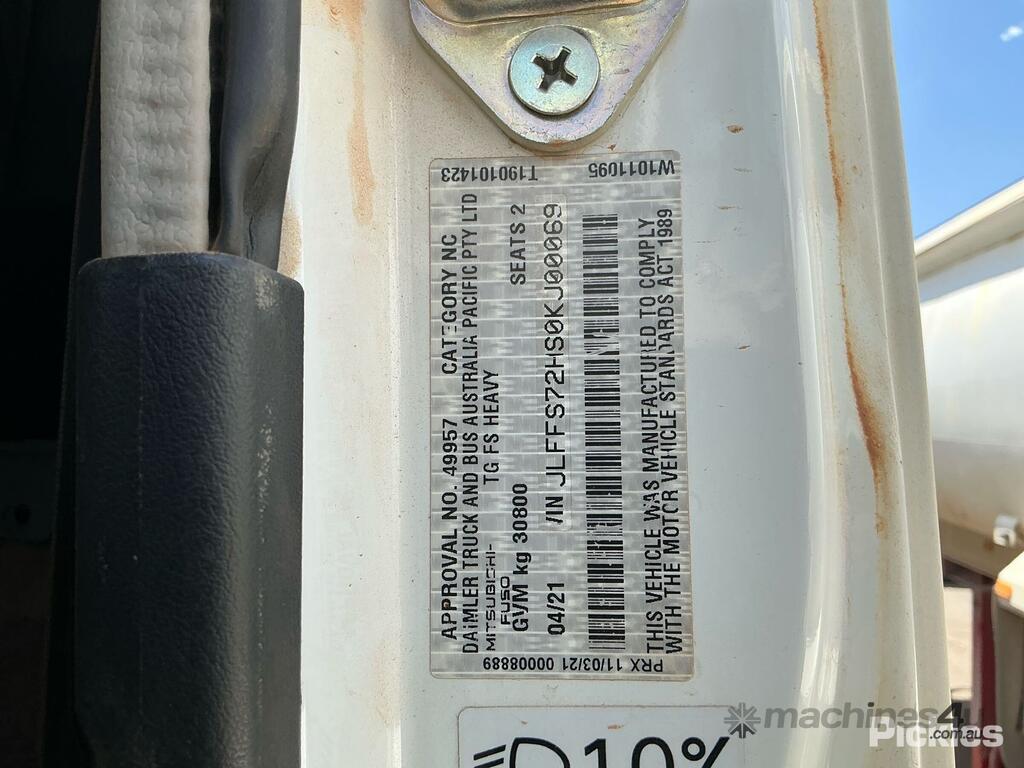 T190101423
W1011095
APPROVAL NO. 49957 CATEGORY NC
DAIMLER TRUCK AND BUS AUSTRALIA PACIFIC PTY LTD
MITSUBISHI FUSO TG FS HEAVY
GVM kg 30800 SEATS 2
04/21 VIN JLFFS72HS0KJ00069
THIS VEHICLE WAS MANUFACTURED TO COMPLY
WITH THE MOTOR VEHICLE STANDARDS ACT 1989
PRX 11/03/21 00008889
10%
machines4u
.com.au
Pickles